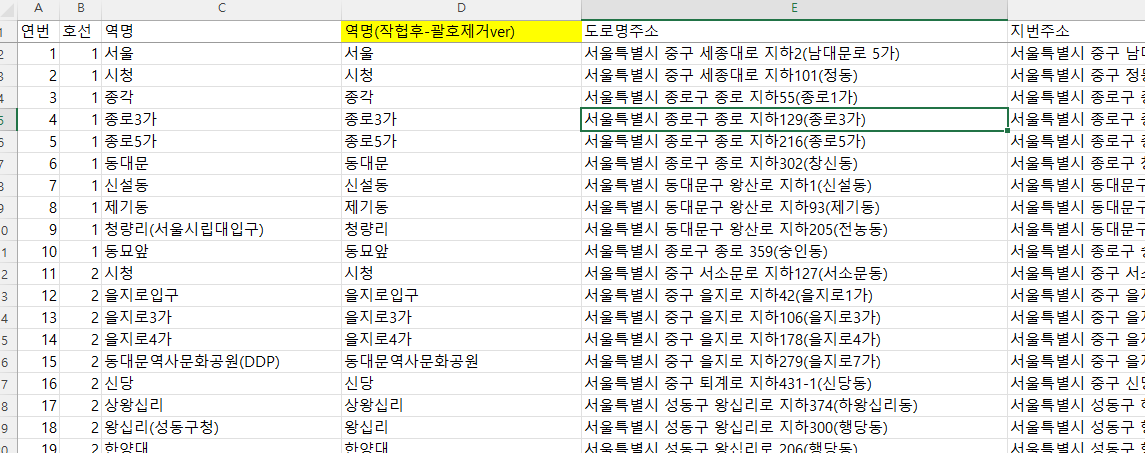 A B C D E
1 연번 호선 역명 역명(작헙후-괄호제거ver) 도로명주소 지번주소
2 1 1 서울 서울 서울특별시 중구 세종대로 지하2(남대문로 5가) 서울특별시 중구
3 2 1 시청 시청 서울특별시 중구 세종대로 지하101(정동) 서울특별시 중구
4 3 1 종각 종각 서울특별시 종로구 종로 지하55(종로1가) 서울특별시 종로구
5 4 1 종로3가 종로3가 서울특별시 종로구 종로 지하129(종로3가) 서울특별시 종로구
6 5 1 종로5가 종로5가 서울특별시 종로구 종로 지하216(종로5가) 서울특별시 종로구
7 6 1 동대문 동대문 서울특별시 종로구 종로 지하302(창신동) 서울특별시 종로구
8 7 1 신설동 신설동 서울특별시 동대문구 왕산로 지하1(신설동) 서울특별시 동대문구
9 8 1 제기동 제기동 서울특별시 동대문구 왕산로 지하93(제기동) 서울특별시 동대문구
0 9 1 청량리(서울시립대입구) 청량리 서울특별시 동대문구 왕산로 지하205(전농동) 서울특별시 동대문구
1 10 1 동묘앞 동묘앞 서울특별시 종로구 종로 359(숭인동) 서울특별시 종로구
2 11 2 시청 시청 서울특별시 중구 서소문로 지하127(서소문동) 서울특별시 중구
3 12 2 을지로입구 을지로입구 서울특별시 중구 을지로 지하42(을지로1가) 서울특별시 중구
4 13 2 을지로3가 을지로3가 서울특별시 중구 을지로 지하106(을지로3가) 서울특별시 중구
5 14 2 을지로4가 을지로4가 서울특별시 중구 을지로 지하178(을지로4가) 서울특별시 중구
6 15 2 동대문역사문화공원(DDP) 동대문역사문화공원 서울특별시 중구 을지로 지하279(을지로7가) 서울특별시 중구
7 16 2 신당 신당 서울특별시 중구 퇴계로 지하431-1(신당동) 서울특별시 중구
8 17 2 상왕십리 상왕십리 서울특별시 성동구 왕십리로 지하374(하왕십리동) 서울특별시 성동구
9 18 2 왕십리(성동구청) 왕십리 서울특별시 성동구 왕십리로 지하300(행당동) 서울특별시 성동구
0 19 2 한양대 한양대 서울특별시 성동구 왕십리로 206(행당동) 서울특별시 성동구